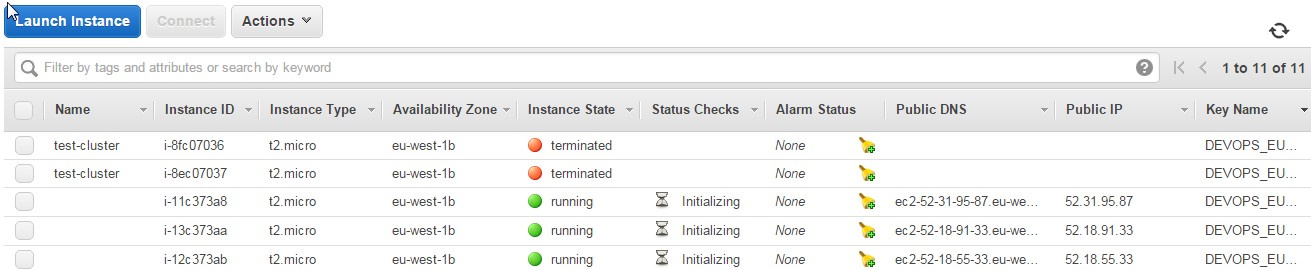 Launch Instance Connect Actions
Filter by tags and attributes or search by keyword ? 1 to 11 of 11
Name Instance ID Instance Type Availability Zone Instance State Status Checks Alarm Status Public DNS Public IP Key Name
test-cluster i-8fc07036 t2.micro eu-west-1b terminated None DEVOPS_EU...
test-cluster i-8ec07037 t2.micro eu-west-1b terminated None DEVOPS_EU...
i-11c373a8 t2.micro eu-west-1b running Initializing None ec2-52-31-95-87.eu-we... 52.31.95.87 DEVOPS_EU...
i-13c373aa t2.micro eu-west-1b running Initializing None ec2-52-18-91-33.eu-we... 52.18.91.33 DEVOPS_EU...
i-12c373ab t2.micro eu-west-1b running Initializing None ec2-52-18-55-33.eu-we... 52.18.55.33 DEVOPS_EU...